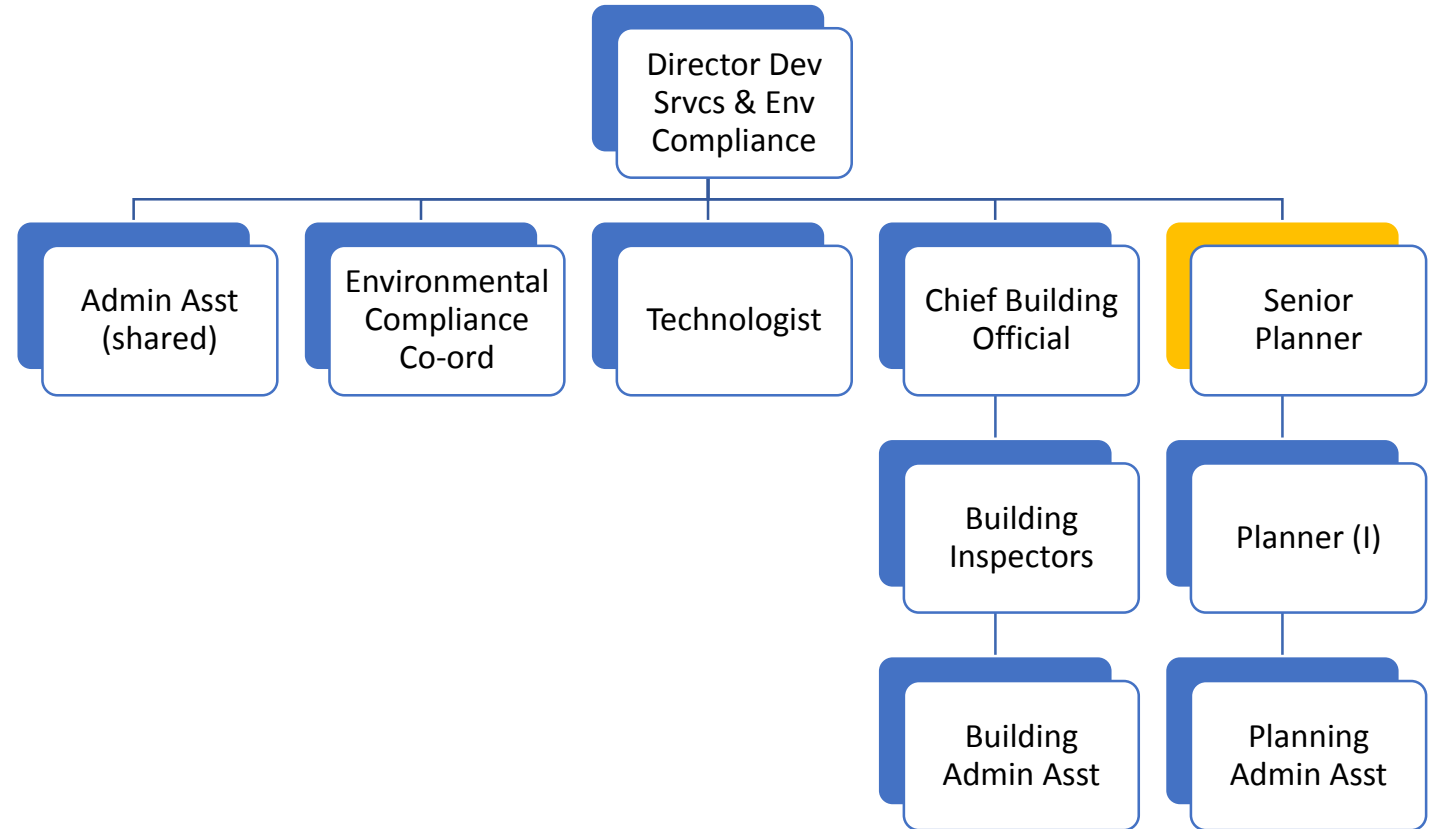 Director Dev
Srvcs & Env
Compliance
Admin Asst
(shared)
Environmental
Compliance
Co-ord
Technologist
Chief Building
Official
Senior
Planner
Building
Inspectors
Planner (I)
Building
Admin Asst
Planning
Admin Asst